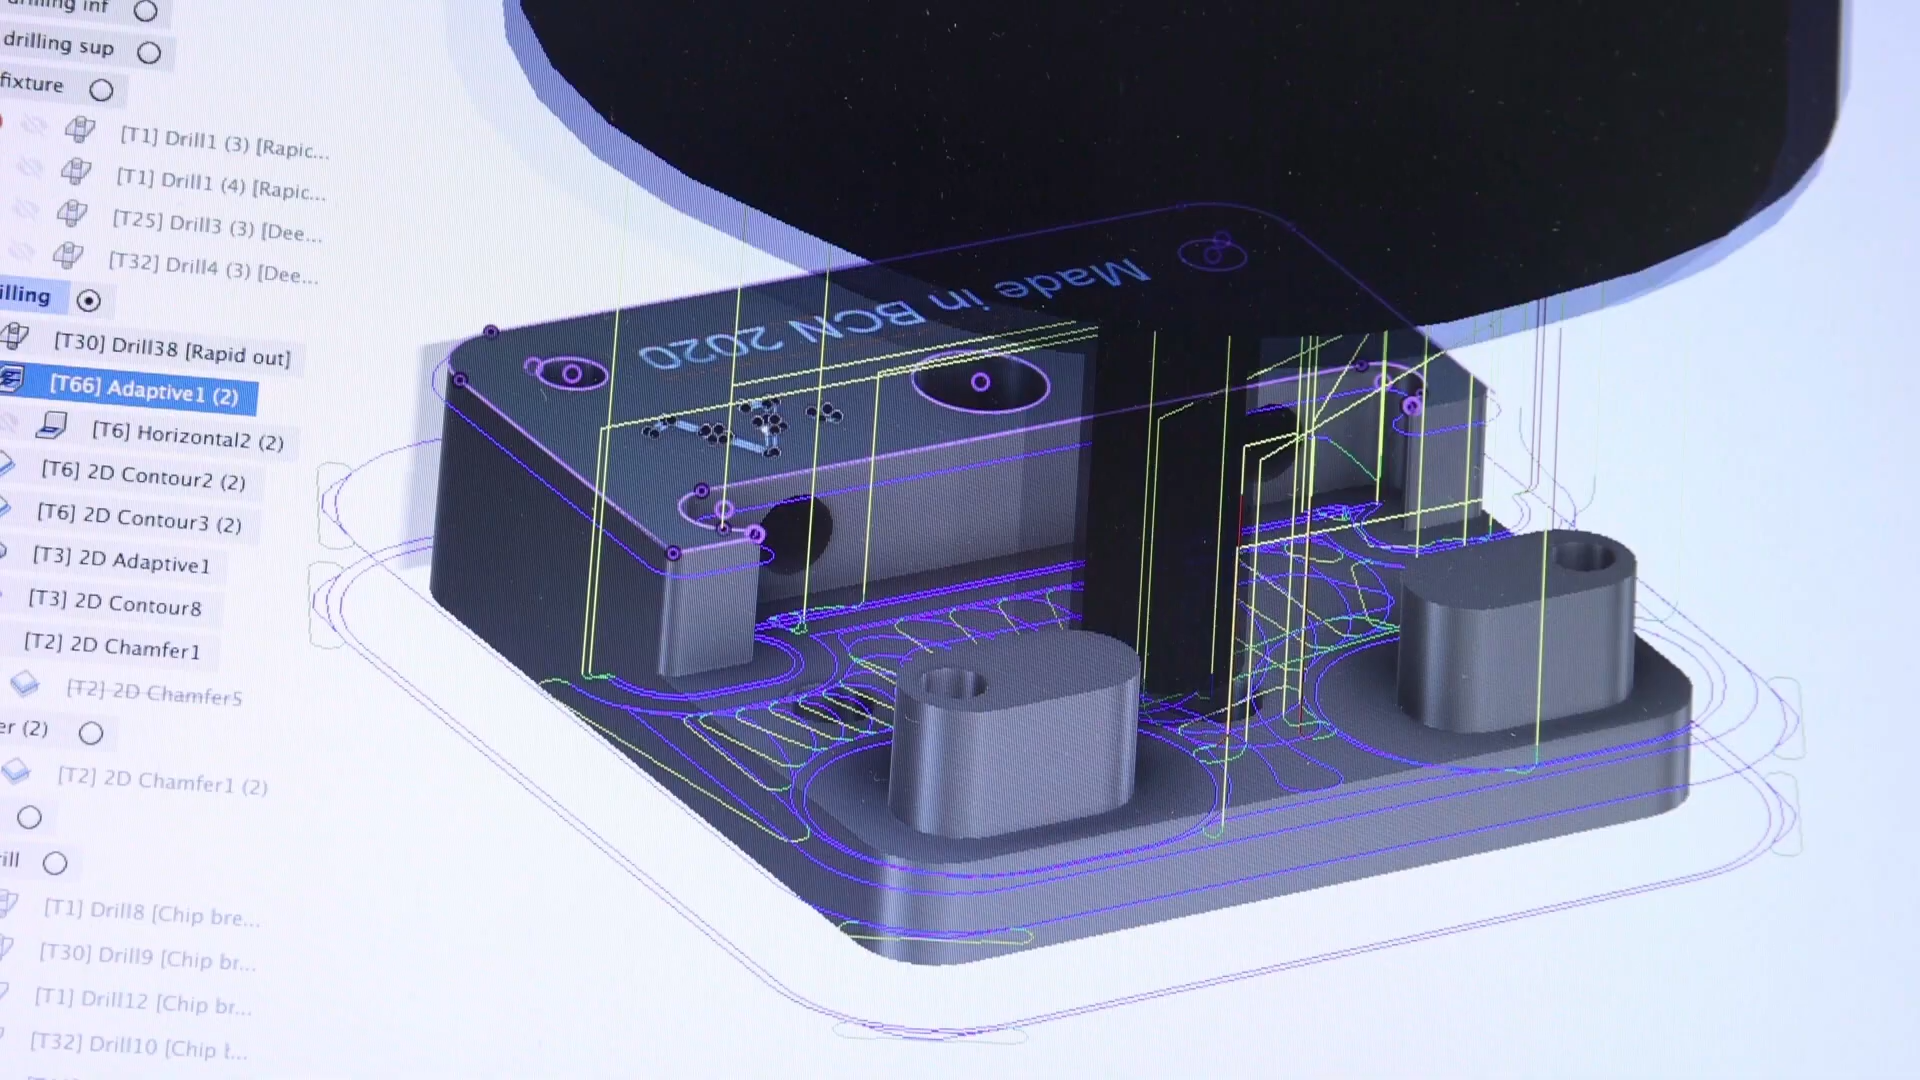 drilling inf
drilling sup
fixture
[T1] Drill1 (3) [Rapic...
[T1] Drill1 (4) [Rapic...
[T25] Drill3 (3) [Dee...
[T32] Drill4 (3) [Dee...
illing
[T30] Drill38 [Rapid out]
[T66] Adaptive1 (2)
[T6] Horizontal2 (2)
[T6] 2D Contour2 (2)
[T6] 2D Contour3 (2)
[T3] 2D Adaptive1
[T3] 2D Contour8
[T2] 2D Chamfer1
[T2] 2D Chamfer5
er (2)
[T2] 2D Chamfer1 (2)
ill
[T1] Drill8 [Chip bre...
[T30] Drill9 [Chip br...
[T1] Drill12 [Chip br...
[T32] Drill10 [Chip t...
Made in BCN 2020